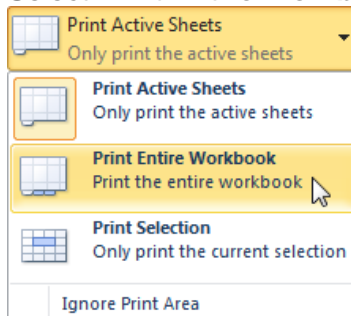 Print Active Sheets
Only print the active sheets
Print Active Sheets
Only print the active sheets
Print Entire Workbook
Print the entire workbook
Print Selection
Only print the current selection
Ignore Print Area